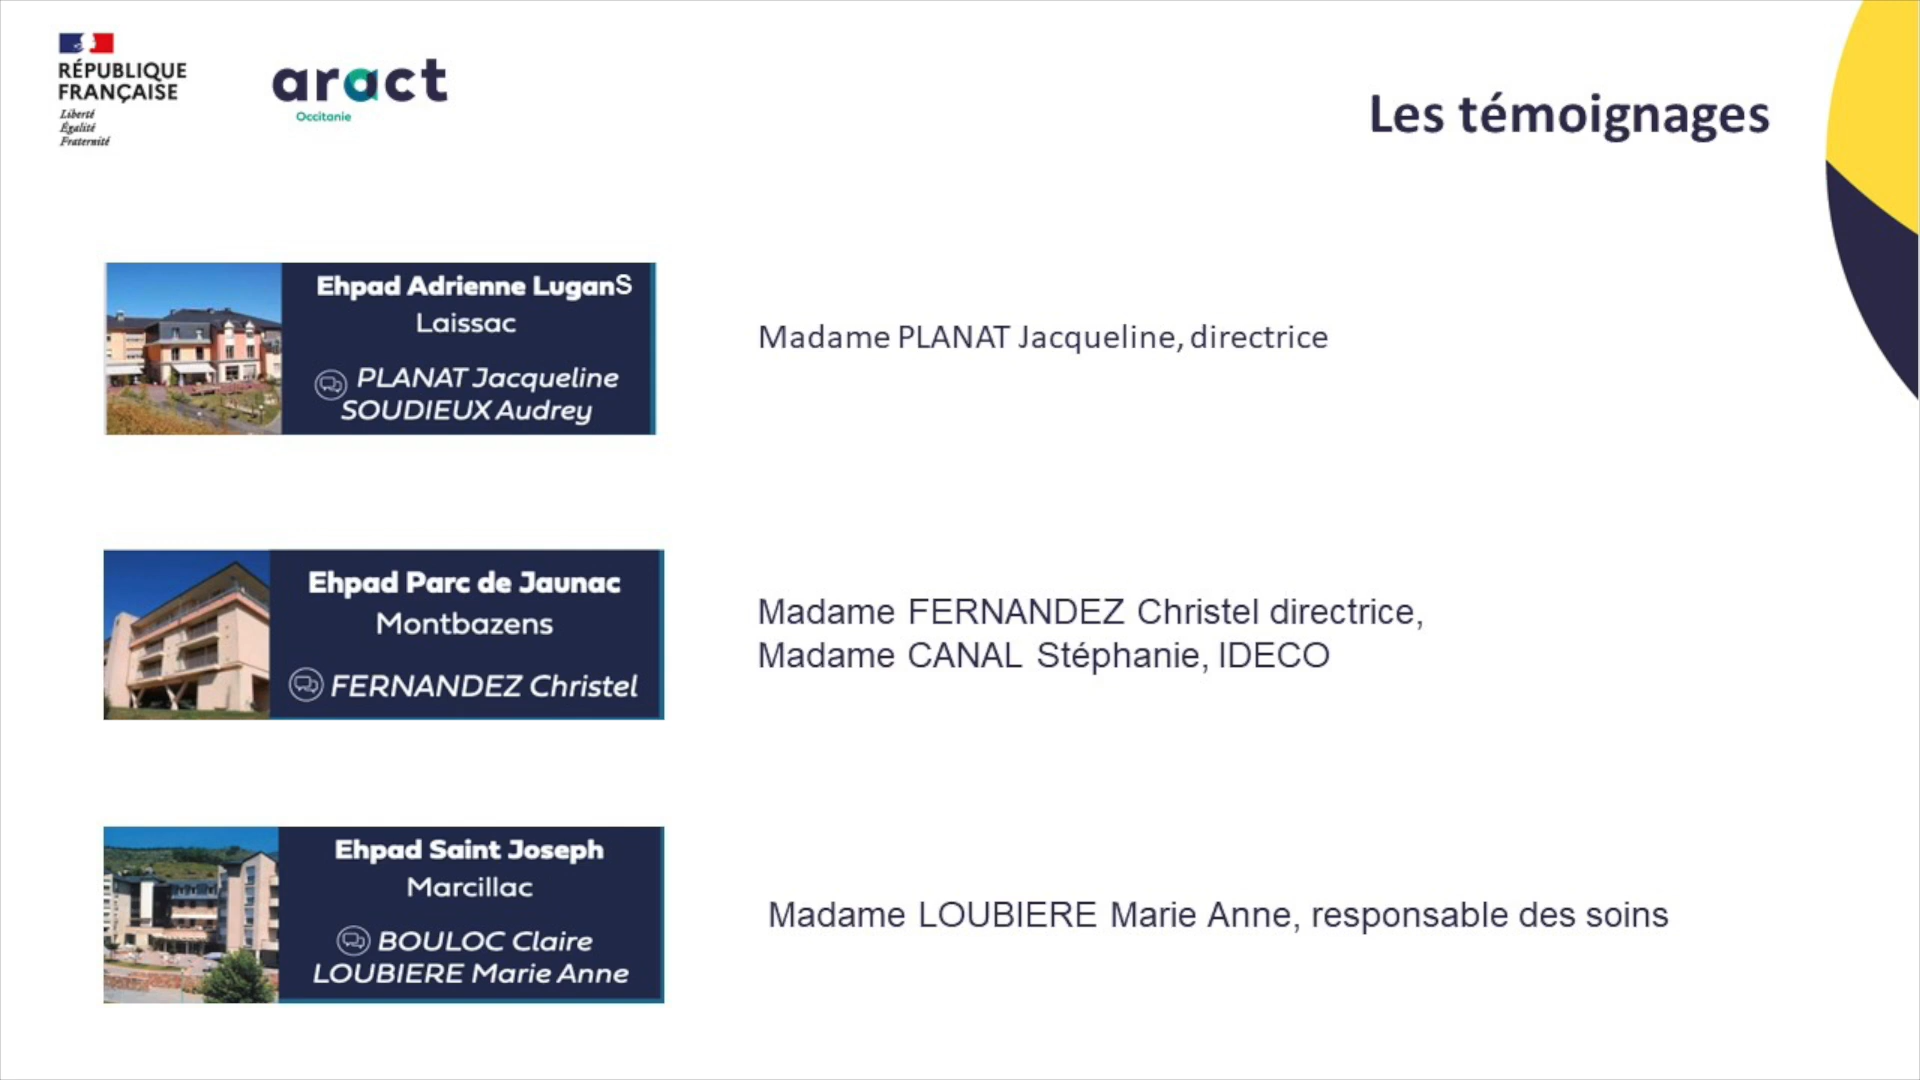 RÉPUBLIQUE
FRANÇAISE
Liberté
Égalité
Fraternité
aract
Occitanie
Les témoignages
Ehpad Adrienne LuganS
Laissac
PLANAT Jacqueline
SOUDIEUX Audrey
Madame PLANAT Jacqueline, directrice
Ehpad Parc de Jaunac
Montbazens
FERNANDEZ Christel
Madame FERNANDEZ Christel directrice,
Madame CANAL Stéphanie, IDECO
Ehpad Saint Joseph
Marcillac
BOULOC Claire
LOUBIERE Marie Anne
Madame LOUBIERE Marie Anne, responsable des soins